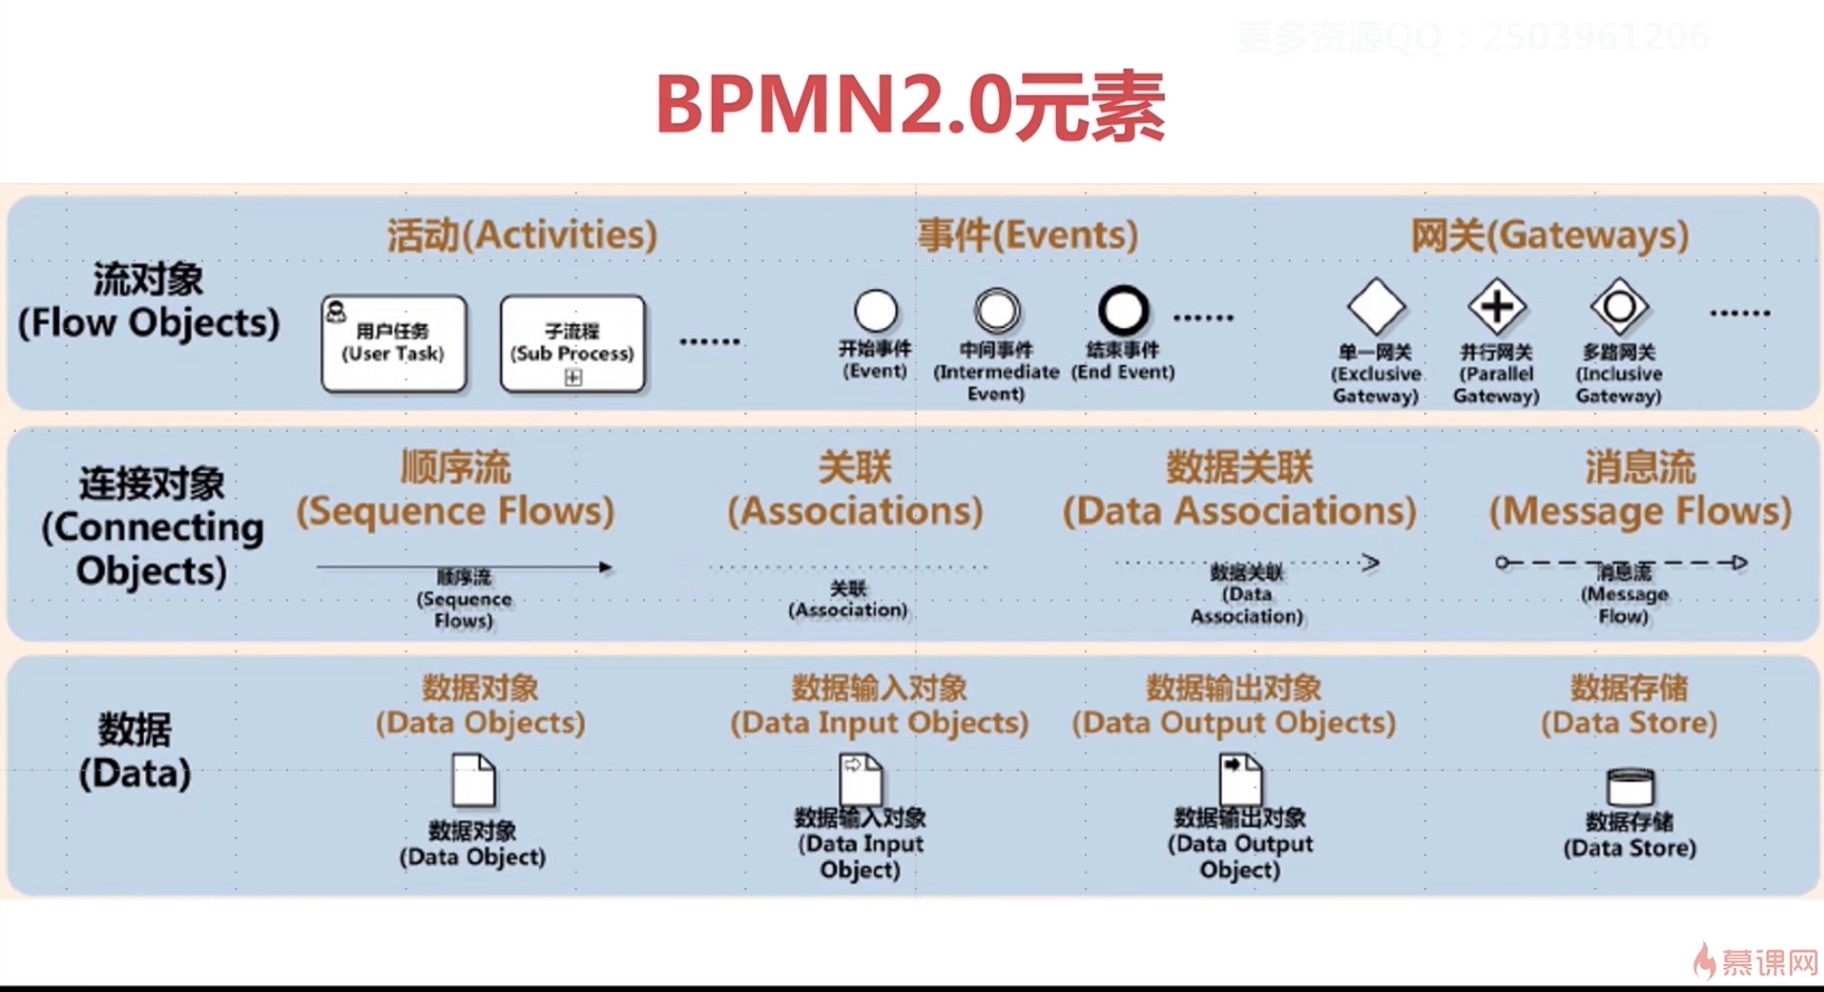 更多资源QQ：2503961206
BPMN2.0元素
流对象
(Flow Objects)
活动(Activities)
用户任务
(User Task)
子流程
(Sub Process)
......
事件(Events)
开始事件
(Event)
中间事件
(Intermediate
Event)
结束事件
(End Event)
......
网关(Gateways)
单一网关
(Exclusive
Gateway)
并行网关
(Parallel
Gateway)
多路网关
(Inclusive
Gateway)
......
连接对象
(Connecting
Objects)
顺序流
(Sequence Flows)
顺序流
(Sequence
Flows)
关联
(Associations)
关联
(Association)
数据关联
(Data Associations)
数据关联
(Data
Association)
消息流
(Message Flows)
消息流
(Message
Flow)
数据
(Data)
数据对象
(Data Objects)
数据对象
(Data Object)
数据输入对象
(Data Input Objects)
数据输入对象
(Data Input
Object)
数据输出对象
(Data Output Objects)
数据输出对象
(Data Output
Object)
数据存储
(Data Store)
数据存储
(Data Store)
慕课网